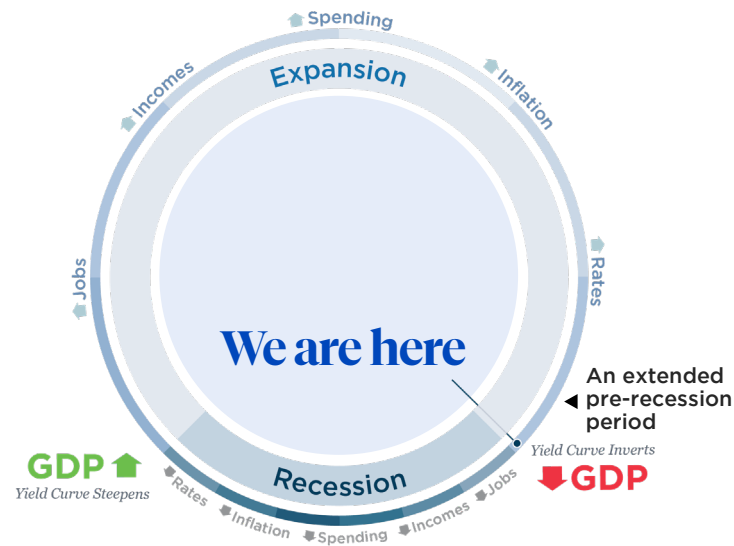 Spending
Expansion
Incomes
Inflation
Jobs
Rates
We are here
An extended
pre-recession
period
Yield Curve Inverts
GDP
GDP
Yield Curve Steepens
Recession
Rates
Inflation
Spending
Incomes
Jobs